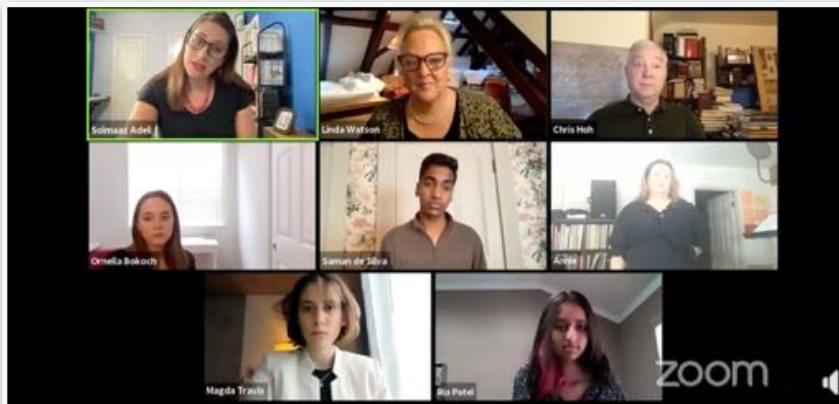 Solmaaz Adeli
Linda Watson
Chris Hoh
Ornella Bokoch
Saman de Silva
Annie
Magda Travis
Ria Patel
zoom